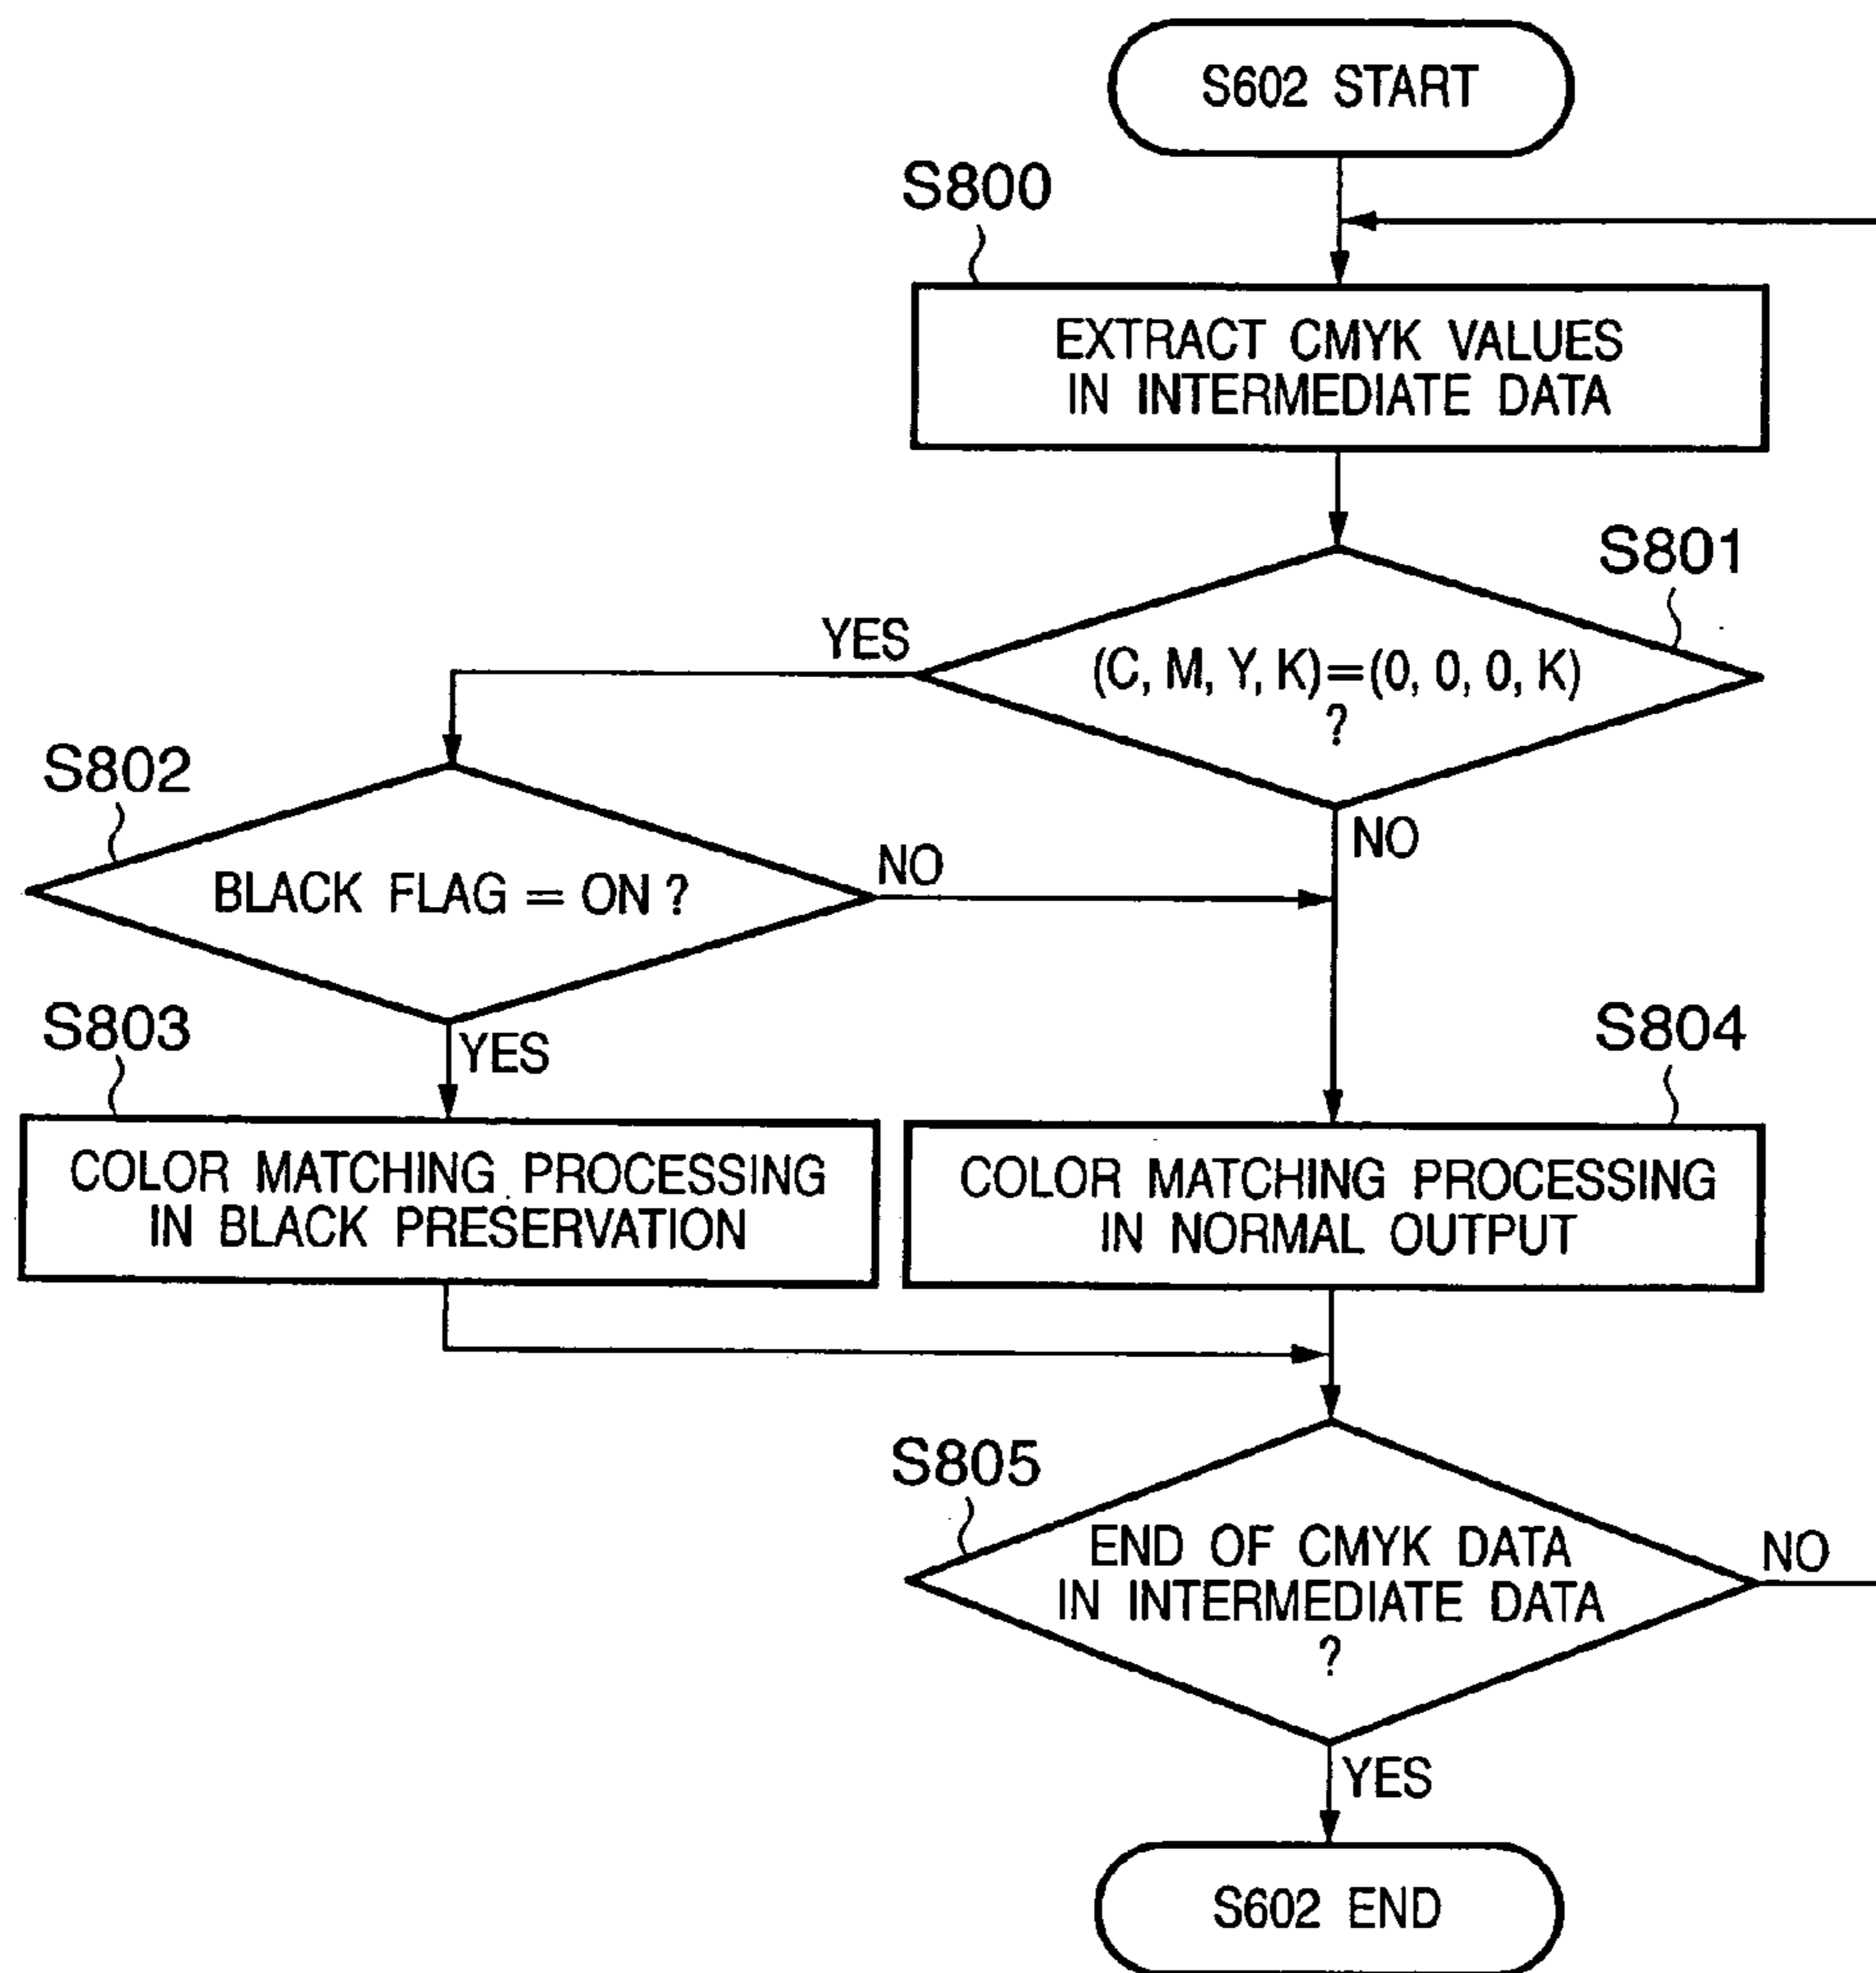 S602 START
S800
EXTRACT CMYK VALUES
IN INTERMEDIATE DATA
S801
YES
(C, M, Y, K)=(0, 0, 0, K)
?
S802
NO
BLACK FLAG = ON ?
NO
S803
YES
S804
COLOR MATCHING PROCESSING
IN BLACK PRESERVATION
COLOR MATCHING PROCESSING
IN NORMAL OUTPUT
S805
END OF CMYK DATA
IN INTERMEDIATE DATA
?
NO
YES
S602 END